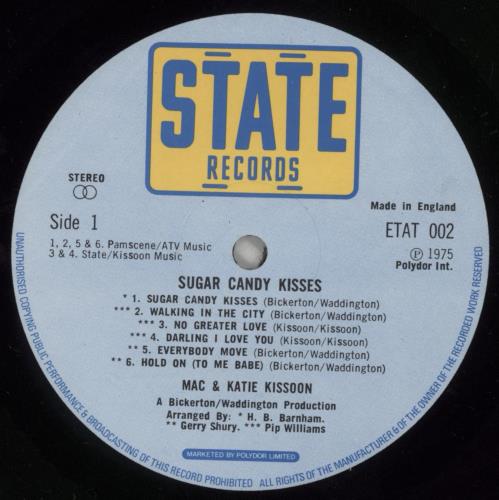 STATE
RECORDS
STEREO
Side 1
1, 2, 5 & 6. Pamscene/ATV Music
3 & 4. State/Kissoon Music
Made in England
ETAT 002
Ⓟ 1975
Polydor Int.
SUGAR CANDY KISSES
* 1. SUGAR CANDY KISSES (Bickerton/Waddington)
*** 2. WALKING IN THE CITY (Bickerton/Waddington)
*** 3. NO GREATER LOVE (Kissoon/Kissoon)
*** 4. DARLING I LOVE YOU (Kissoon/Kissoon)
** 5. EVERYBODY MOVE (Bickerton/Waddington)
** 6. HOLD ON (TO ME BABE) (Bickerton/Waddington)
MAC & KATIE KISSOON
A Bickerton/Waddington Production
Arranged By: * H. B. Barnham.
** Gerry Shury. *** Pip Williams
MARKETED BY POLYDOR LIMITED
UNAUTHORISED COPYING PUBLIC PERFORMANCE & BROADCASTING OF THIS RECORD PROHIBITED ALL RIGHTS OF THE MANUFACTURER & OF THE OWNER OF THE RECORDED WORK RESERVED